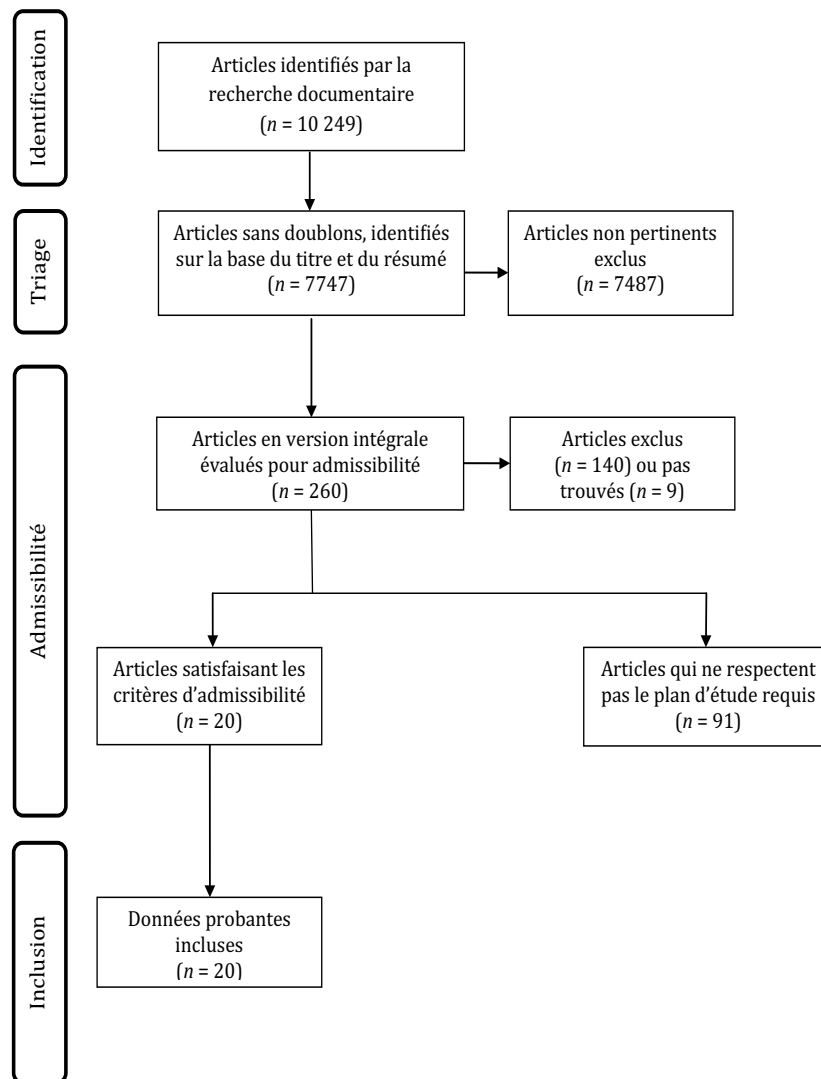 Identification
Articles identifiés par la
recherche documentaire
(n = 10 249)
Triage
Articles sans doublons, identifiés
sur la base du titre et du résumé
(n = 7747)
Articles non pertinents
exclus
(n = 7487)
Admissibilité
Articles en version intégrale
évalués pour admissibilité
(n = 260)
Articles exclus
(n = 140) ou pas
trouvés (n = 9)
Articles satisfaisant les
critères d’admissibilité
(n = 20)
Articles qui ne respectent
pas le plan d’étude requis
(n = 91)
Inclusion
Données probantes
incluses
(n = 20)